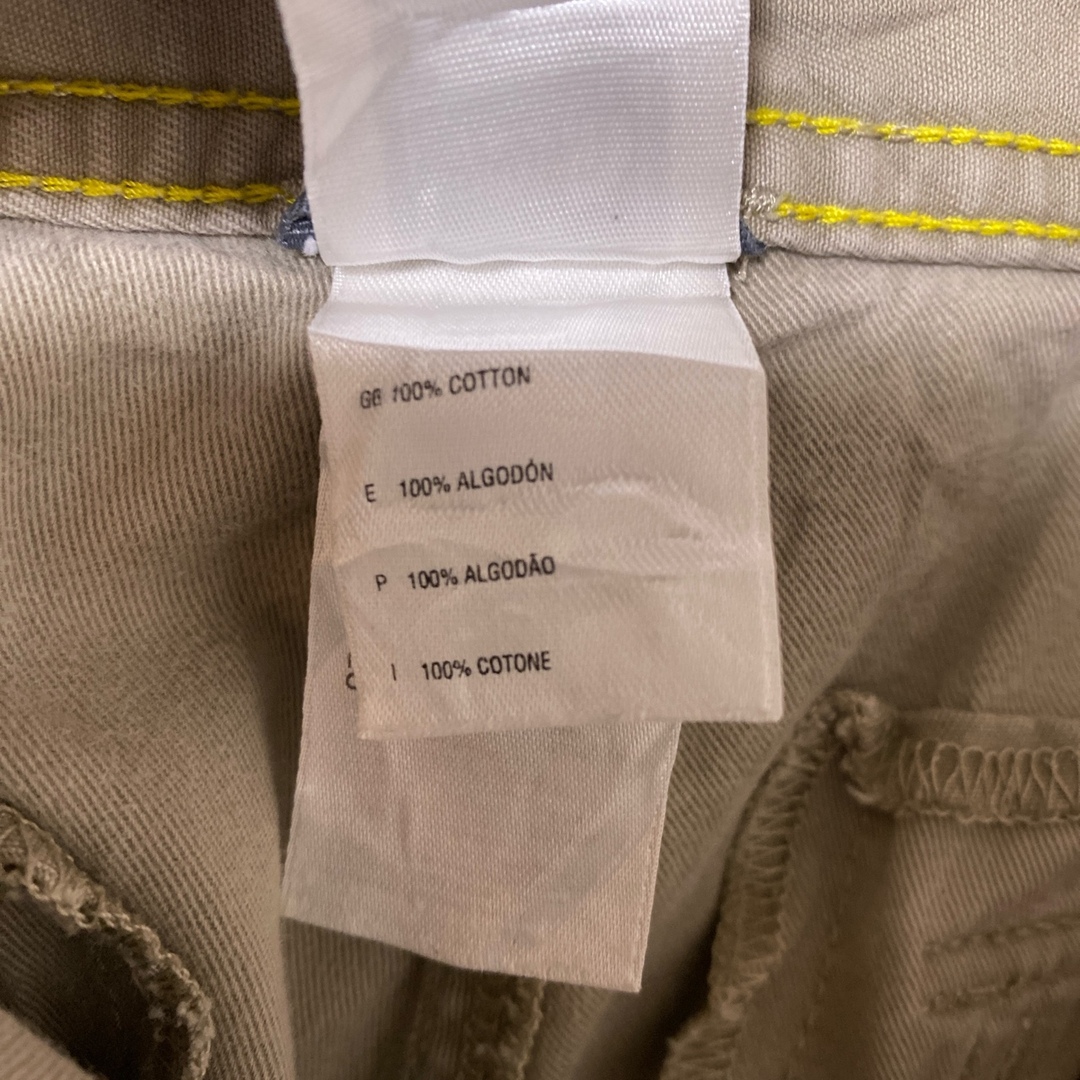 GB 100% COTTON
E 100% ALGODÓN
P 100% ALGODÃO
I 100% COTONE